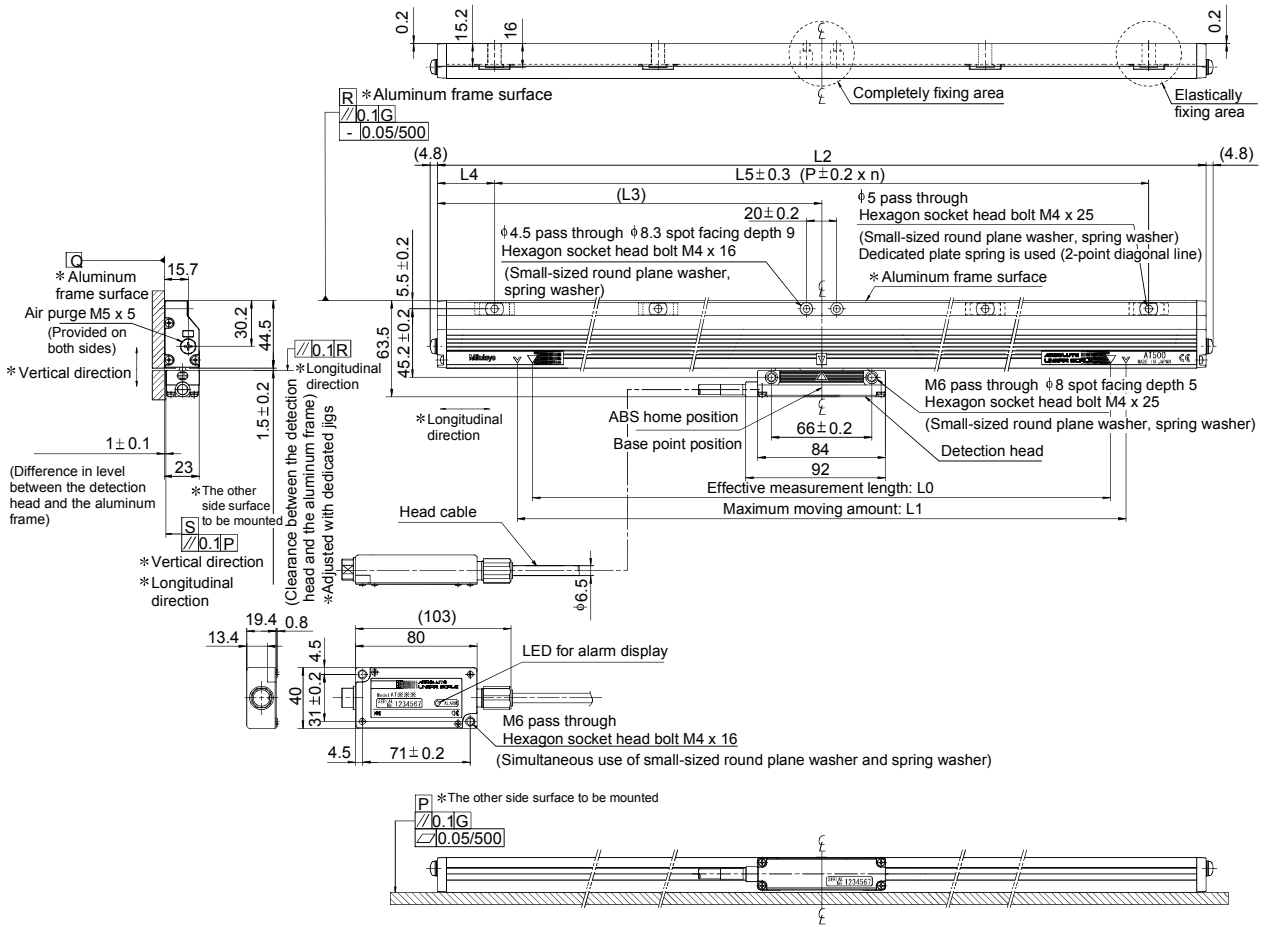 0.2
15.2
16
0.2
Completely fixing area
Elastically
fixing area
R
*Aluminum frame surface
// 0.1 G
- 0.05/500
(4.8)
L2
(4.8)
L4
L5±0.3 (P±0.2 x n)
(L3)
20±0.2
ϕ5 pass through
Hexagon socket head bolt M4 x 25
(Small-sized round plane washer, spring washer)
Dedicated plate spring is used (2-point diagonal line)
ϕ4.5 pass through ϕ8.3 spot facing depth 9
Hexagon socket head bolt M4 x 16
(Small-sized round plane washer,
spring washer)
*Aluminum frame surface
5.5±0.2
45.2±0.2
63.5
Q
*Aluminum
frame surface
15.7
Air purge M5 x 5
(Provided on
both sides)
*Vertical direction
30.2
44.5
// 0.1 R
*Longitudinal
direction
1.5±0.2
(Clearance between the detection
head and the aluminum frame)
*Adjusted with dedicated jigs
Mitutoyo
AT500
MADE IN JAPAN
CE
M6 pass through ϕ8 spot facing depth 5
Hexagon socket head bolt M4 x 25
(Small-sized round plane washer, spring washer)
*Longitudinal
direction
ABS home position
Base point position
66±0.2
84
92
Detection head
1±0.1
23
(Difference in level
between the detection
head and the aluminum
frame)
*The other
side surface
to be mounted
S
// 0.1 P
*Vertical direction
*Longitudinal
direction
Effective measurement length: L0
Maximum moving amount: L1
Head cable
ϕ6.5
19.4
0.8
13.4
(103)
80
4.5
40
31±0.2
LED for alarm display
ABSOLUTE
LINEAR SCALE
SERIAL
No. 1234567
ALARM
CE
M6 pass through
Hexagon socket head bolt M4 x 16
(Simultaneous use of small-sized round plane washer and spring washer)
4.5
71±0.2
P
*The other side surface to be mounted
// 0.1 G
⏥ 0.05/500
SERIAL
No. 1234567